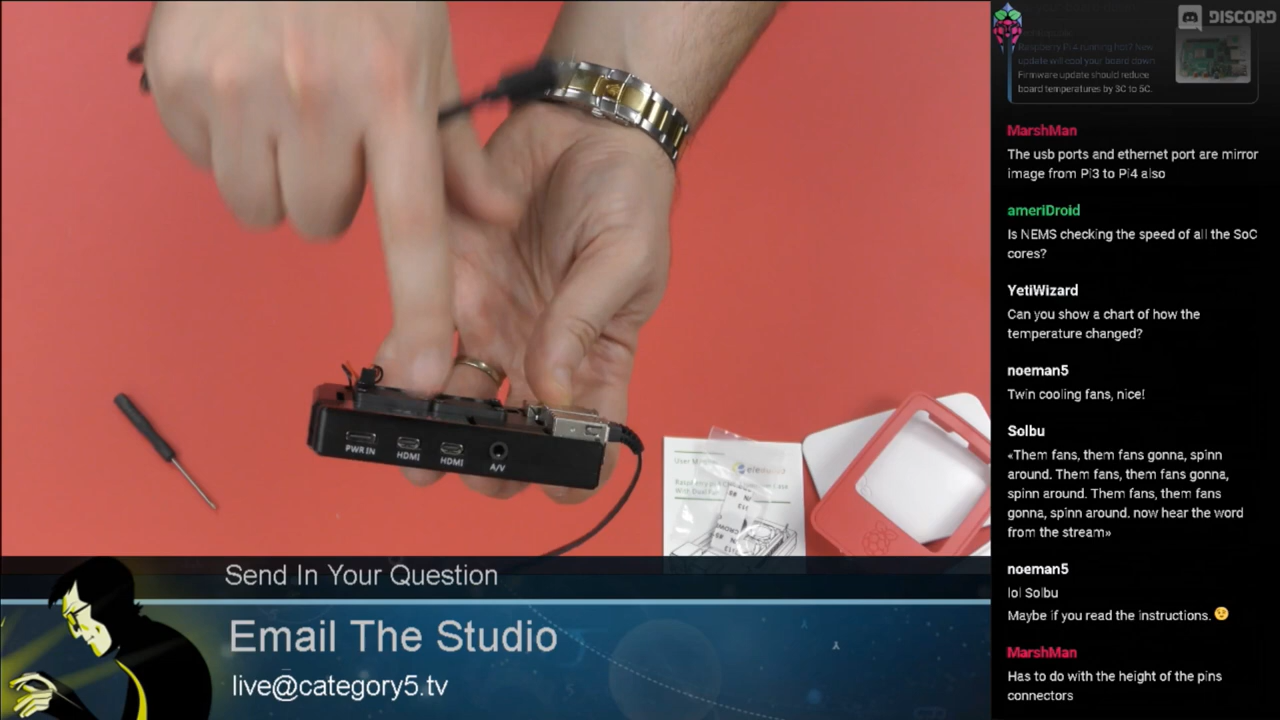 DISCORD
Raspberry Pi 4 running hot? New
update will cool your board down.
Firmware update should reduce
board temperatures by 3C to 5C.
MarshMan
The usb ports and ethernet port are mirror
image from Pi3 to Pi4 also
ameriDroid
Is NEMS checking the speed of all the SoC
cores?
YetiWizard
Can you show a chart of how the
temperature changed?
noeman5
Twin cooling fans, nice!
Solbu
«Them fans, them fans gonna, spinn
around. Them fans, them fans gonna,
spinn around. Them fans, them fans
gonna, spinn around. now hear the word
from the stream»
noeman5
lol Solbu
Maybe if you read the instructions. 🤨
MarshMan
Has to do with the height of the pins
connectors
PWR IN
HDMI
HDMI
A/V
User Manual
Send In Your Question
Email The Studio
live@category5.tv